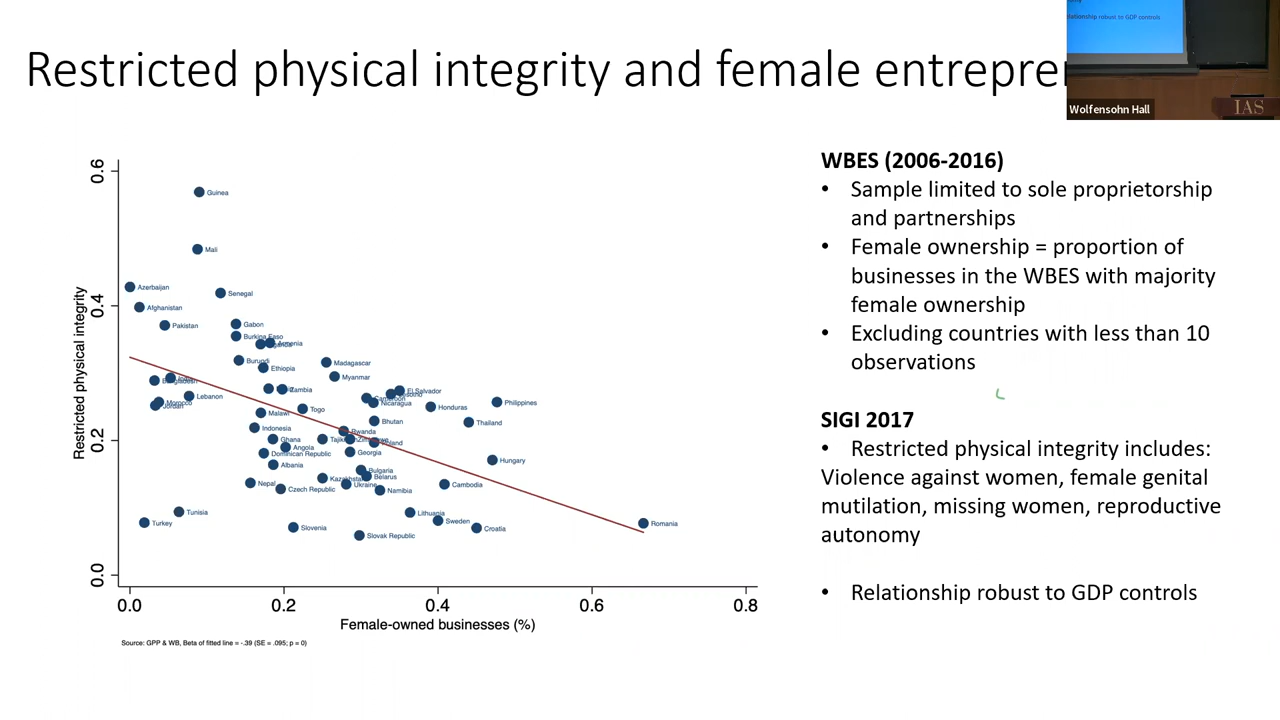 Relationship robust to GDP controls
Restricted physical integrity and female entrepre
Wolfensohn Hall
IAS
WBES (2006-2016)
• Sample limited to sole proprietorship
and partnerships
• Female ownership = proportion of
businesses in the WBES with majority
female ownership
• Excluding countries with less than 10
observations
SIGI 2017
• Restricted physical integrity includes:
Violence against women, female genital
mutilation, missing women, reproductive
autonomy
• Relationship robust to GDP controls
Restricted physical integrity
0.6
0.4
0.2
0.0
Guinea
Mali
Azerbaijan
Senegal
Afghanistan
Pakistan
Gabon
Burkina Faso
Armenia
Burundi
Madagascar
Ethiopia
Myanmar
Bangladesh
Zambia
El Salvador
Lebanon
Cameroon
Morocco
Nicaragua
Philippines
Jordan
Togo
Honduras
Malawi
Bhutan
Thailand
Indonesia
Rwanda
Ghana
Angola
Dominican Republic
Georgia
Albania
Hungary
Bulgaria
Kazakhstan
Belarus
Nepal
Ukraine
Cambodia
Czech Republic
Namibia
Tunisia
Lithuania
Turkey
Slovenia
Sweden
Croatia
Romania
Slovak Republic
0.0 0.2 0.4 0.6 0.8
Female-owned businesses (%)
Source: GPP & WB, Beta of fitted line = -.39 (SE = .095; p = 0)